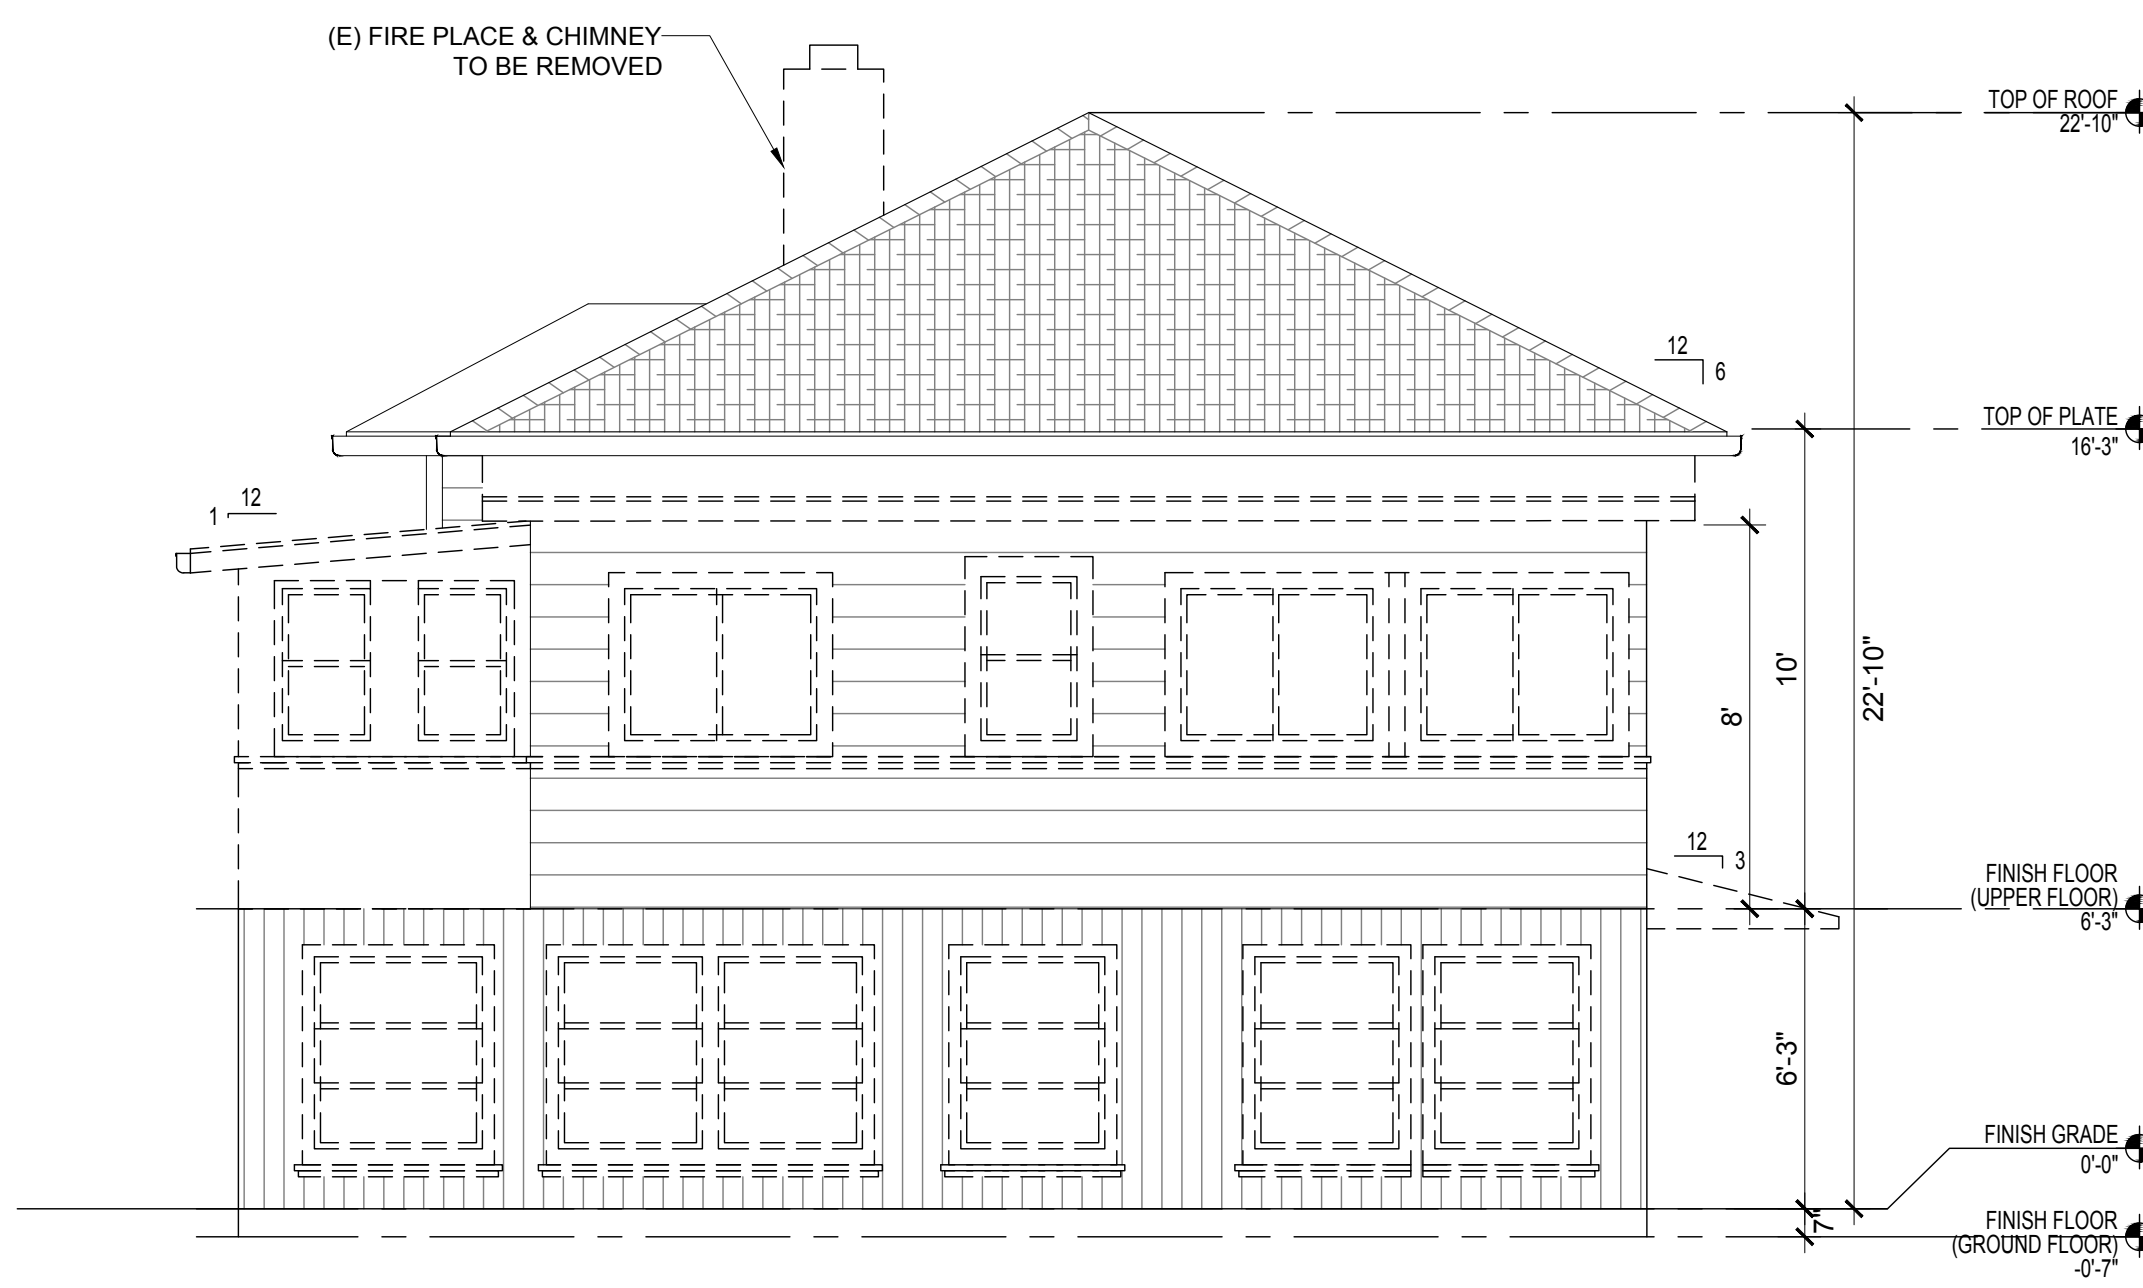 (E) FIRE PLACE & CHIMNEY
TO BE REMOVED
TOP OF ROOF
22'-10"
12
6
TOP OF PLATE
16'-3"
12
1
10'
22'-10"
8'
12
3
FINISH FLOOR
(UPPER FLOOR)
6'-3"
6'-3"
FINISH GRADE
0'-0"
7"
FINISH FLOOR
(GROUND FLOOR)
-0'-7"